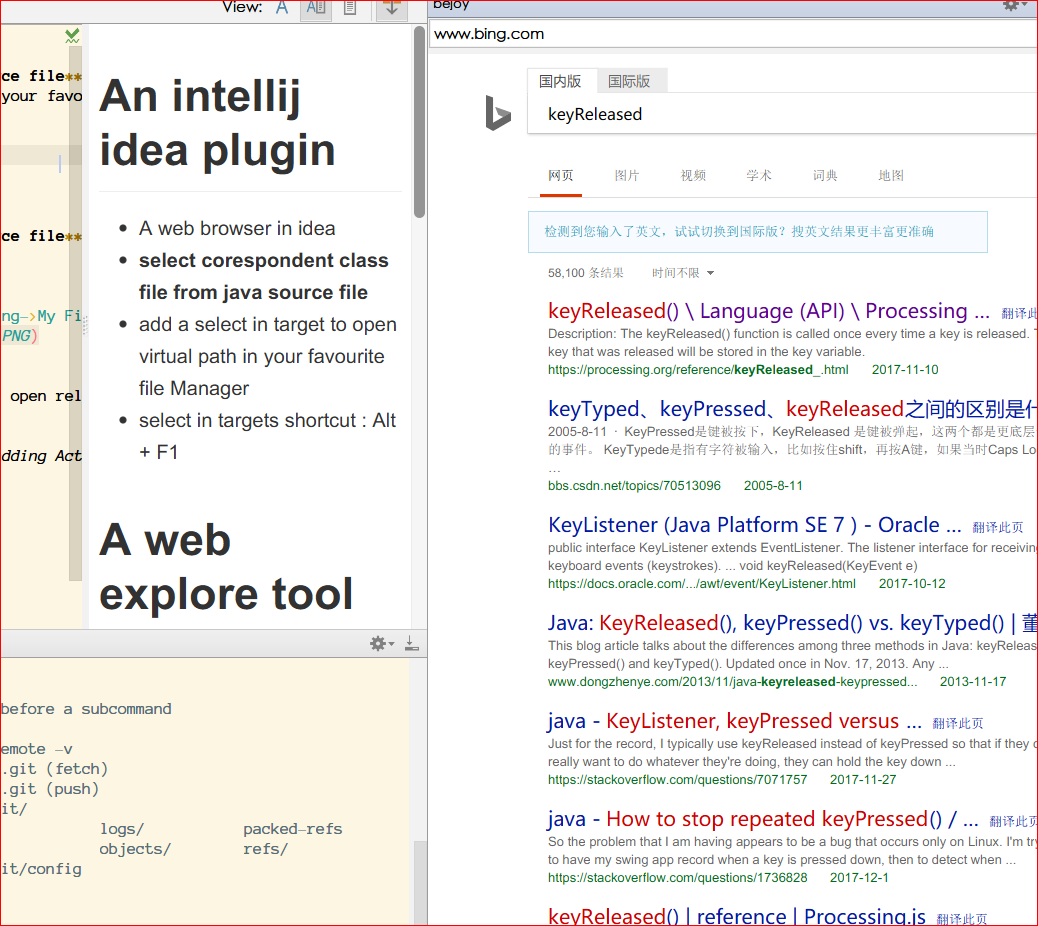 View: A
ce file**
your favo
ce file**
ng->My Fi
PNG)
open rel
dding Act
An intellij
idea plugin
A web browser in idea
select corespondent class
file from java source file
add a select in target to open
virtual path in your favourite
file Manager
select in targets shortcut : Alt
+ F1
A web
explore tool
before a subcommand
emote -v
.git (fetch)
.git (push)
it/
logs/ packed-refs
objects/ refs/
it/config
bejoy
www.bing.com
国内版 国际版
keyReleased
网页 图片 视频 学术 词典 地图
检测到您输入了英文，试试切换到国际版？搜英文结果更丰富更准确
58,100 条结果 时间不限
keyReleased() \ Language (API) \ Processing ... 翻译此
Description: The keyReleased() function is called once every time a key is released. T
key that was released will be stored in the key variable.
https://processing.org/reference/keyReleased_.html 2017-11-10
keyTyped、keyPressed、keyReleased之间的区别是什
2005-8-11 · KeyPressed是键被按下，KeyReleased 是键被弹起，这两个都是更底层
的事件。 KeyTypede是指有字符被输入，比如按住shift，再按A键，如果当时Caps Lo
...
bbs.csdn.net/topics/70513096 2005-8-11
KeyListener (Java Platform SE 7 ) - Oracle ... 翻译此页
public interface KeyListener extends EventListener. The listener interface for receiving
keyboard events (keystrokes). ... void keyReleased(KeyEvent e)
https://docs.oracle.com/.../awt/event/KeyListener.html 2017-10-12
Java: KeyReleased(), keyPressed() vs. keyTyped() | 董
This blog article talks about the differences among three methods in Java: keyReleas
keyPressed() and keyTyped(). Updated once in Nov. 17, 2013. Any ...
www.dongzhenye.com/2013/11/java-keyreleased-keypressed... 2013-11-17
java - KeyListener, keyPressed versus ... 翻译此页
Just for the record, I typically use keyReleased instead of keyPressed so that if they d
really want to do whatever they're doing, they can hold the key down ...
https://stackoverflow.com/questions/7071757 2017-11-27
java - How to stop repeated keyPressed() / ... 翻译此页
So the problem that I am having appears to be a bug that occurs only on Linux. I'm try
to have my swing app record when a key is pressed down, then to detect when ...
https://stackoverflow.com/questions/1736828 2017-12-1
keyReleased() | reference | Processing.js 翻译此页